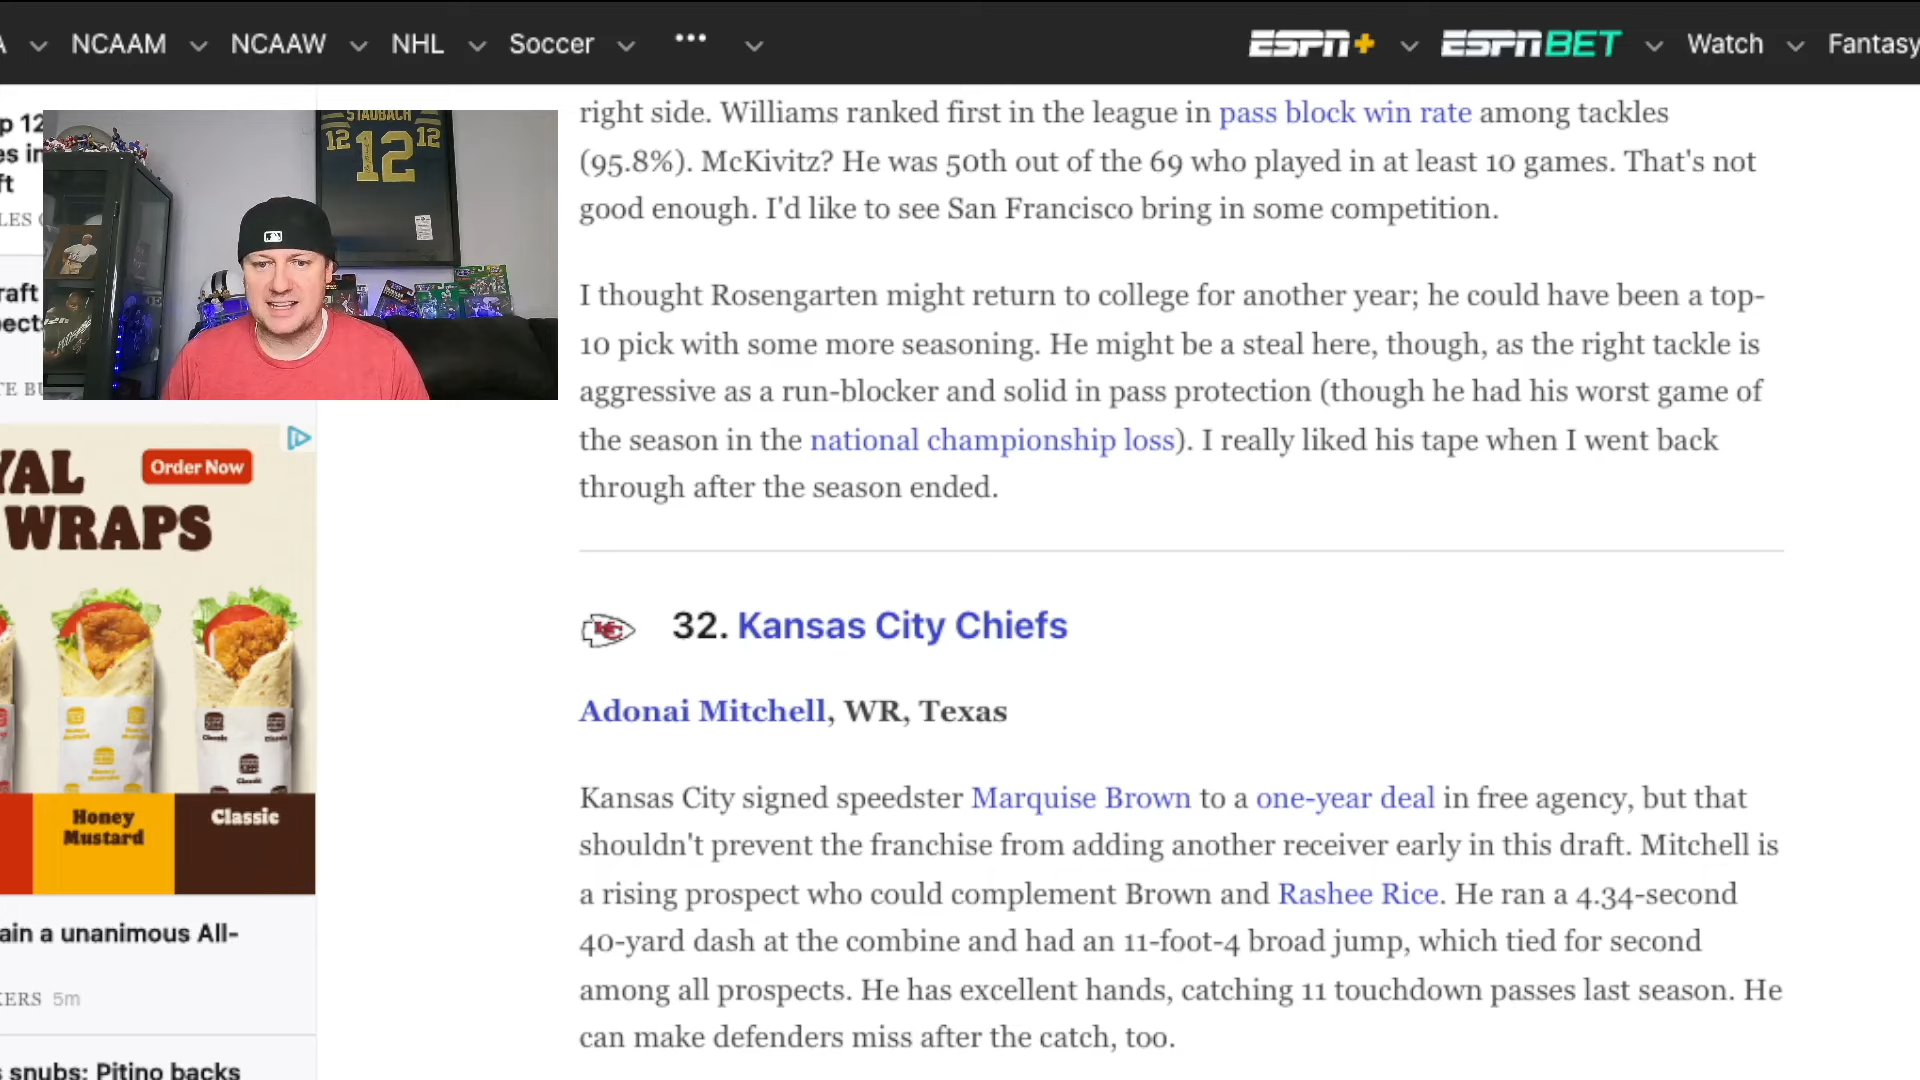 NCAAM NCAAW NHL Soccer ••• ESPN+ ESPN BET Watch Fantasy
right side. Williams ranked first in the league in pass block win rate among tackles
(95.8%). McKivitz? He was 50th out of the 69 who played in at least 10 games. That's not
good enough. I'd like to see San Francisco bring in some competition.
I thought Rosengarten might return to college for another year; he could have been a top-
10 pick with some more seasoning. He might be a steal here, though, as the right tackle is
aggressive as a run-blocker and solid in pass protection (though he had his worst game of
the season in the national championship loss). I really liked his tape when I went back
through after the season ended.
32. Kansas City Chiefs
Adonai Mitchell, WR, Texas
Kansas City signed speedster Marquise Brown to a one-year deal in free agency, but that
shouldn't prevent the franchise from adding another receiver early in this draft. Mitchell is
a rising prospect who could complement Brown and Rashee Rice. He ran a 4.34-second
40-yard dash at the combine and had an 11-foot-4 broad jump, which tied for second
among all prospects. He has excellent hands, catching 11 touchdown passes last season. He
can make defenders miss after the catch, too.
STAUBACH
12 12 12
YAL
Order Now
WRAPS
Honey
Mustard
Classic
ain a unanimous All-
KERS 5m
s snubs: Pitino backs